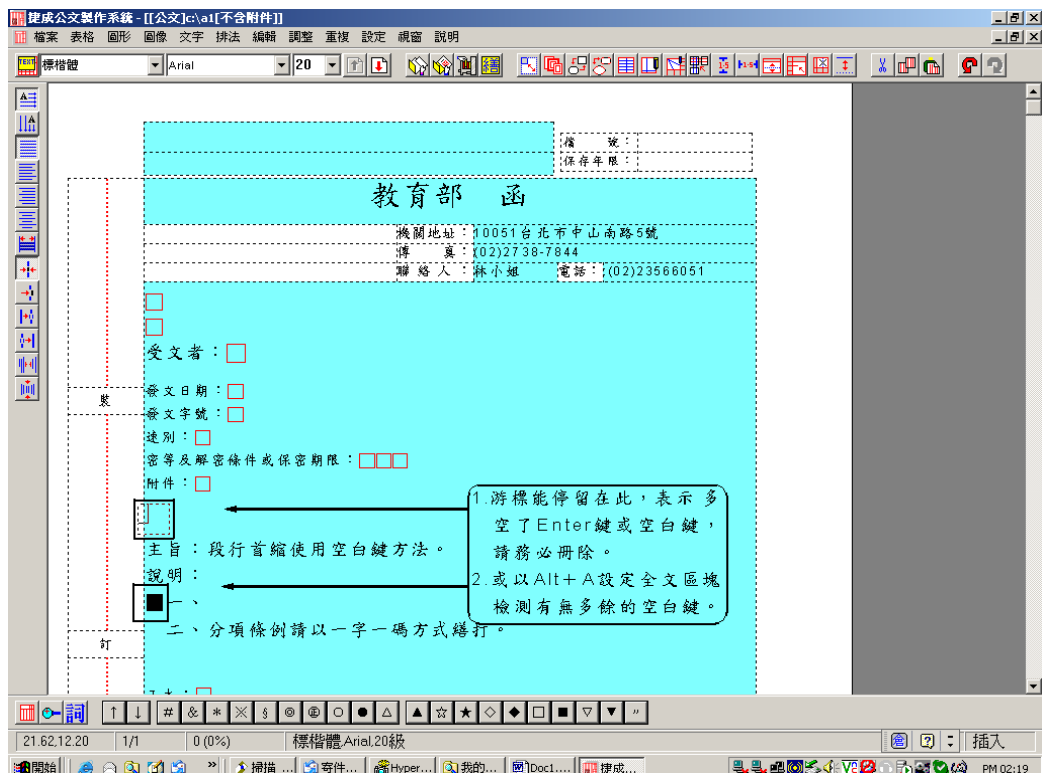 捷成公文製作系統 - [[公文]c:\a1[不含附件]]
檔案 表格 圖形 圖像 文字 排法 編輯 調整 重複 設定 視窗 說明
標楷體 Arial 20
檔 號：
保存年限：
教育部 函
機關地址：10051台北市中山南路5號
傳 真：(02)2738-7844
聯絡人：林小姐 電話：(02)23566051
受文者：
發文日期：
裝
發文字號：
速別：
密等及解密條件或保密期限：
附件：
1.游標能停留在此，表示多
空了Enter鍵或空白鍵，
請務必冊除。
2.或以Alt＋A設定全文區塊
檢測有無多餘的空白鍵。
主旨：段行首縮使用空白鍵方法。
說明：
一、
二、分項條例請以一字一碼方式繕打。
訂
詞 ↑ ↓ # & * ※ § ◎ ○ ● △ ▲ ☆ ★ ◇ ◆ □ ■ ▽ ▼ 〃
21.62,12.20 1/1 0 (0%) 標楷體,Arial,20級 插入
開始 » 掃描 ... 寄件... Hyper... 我的... Doc1.... 捷成... PM 02:19